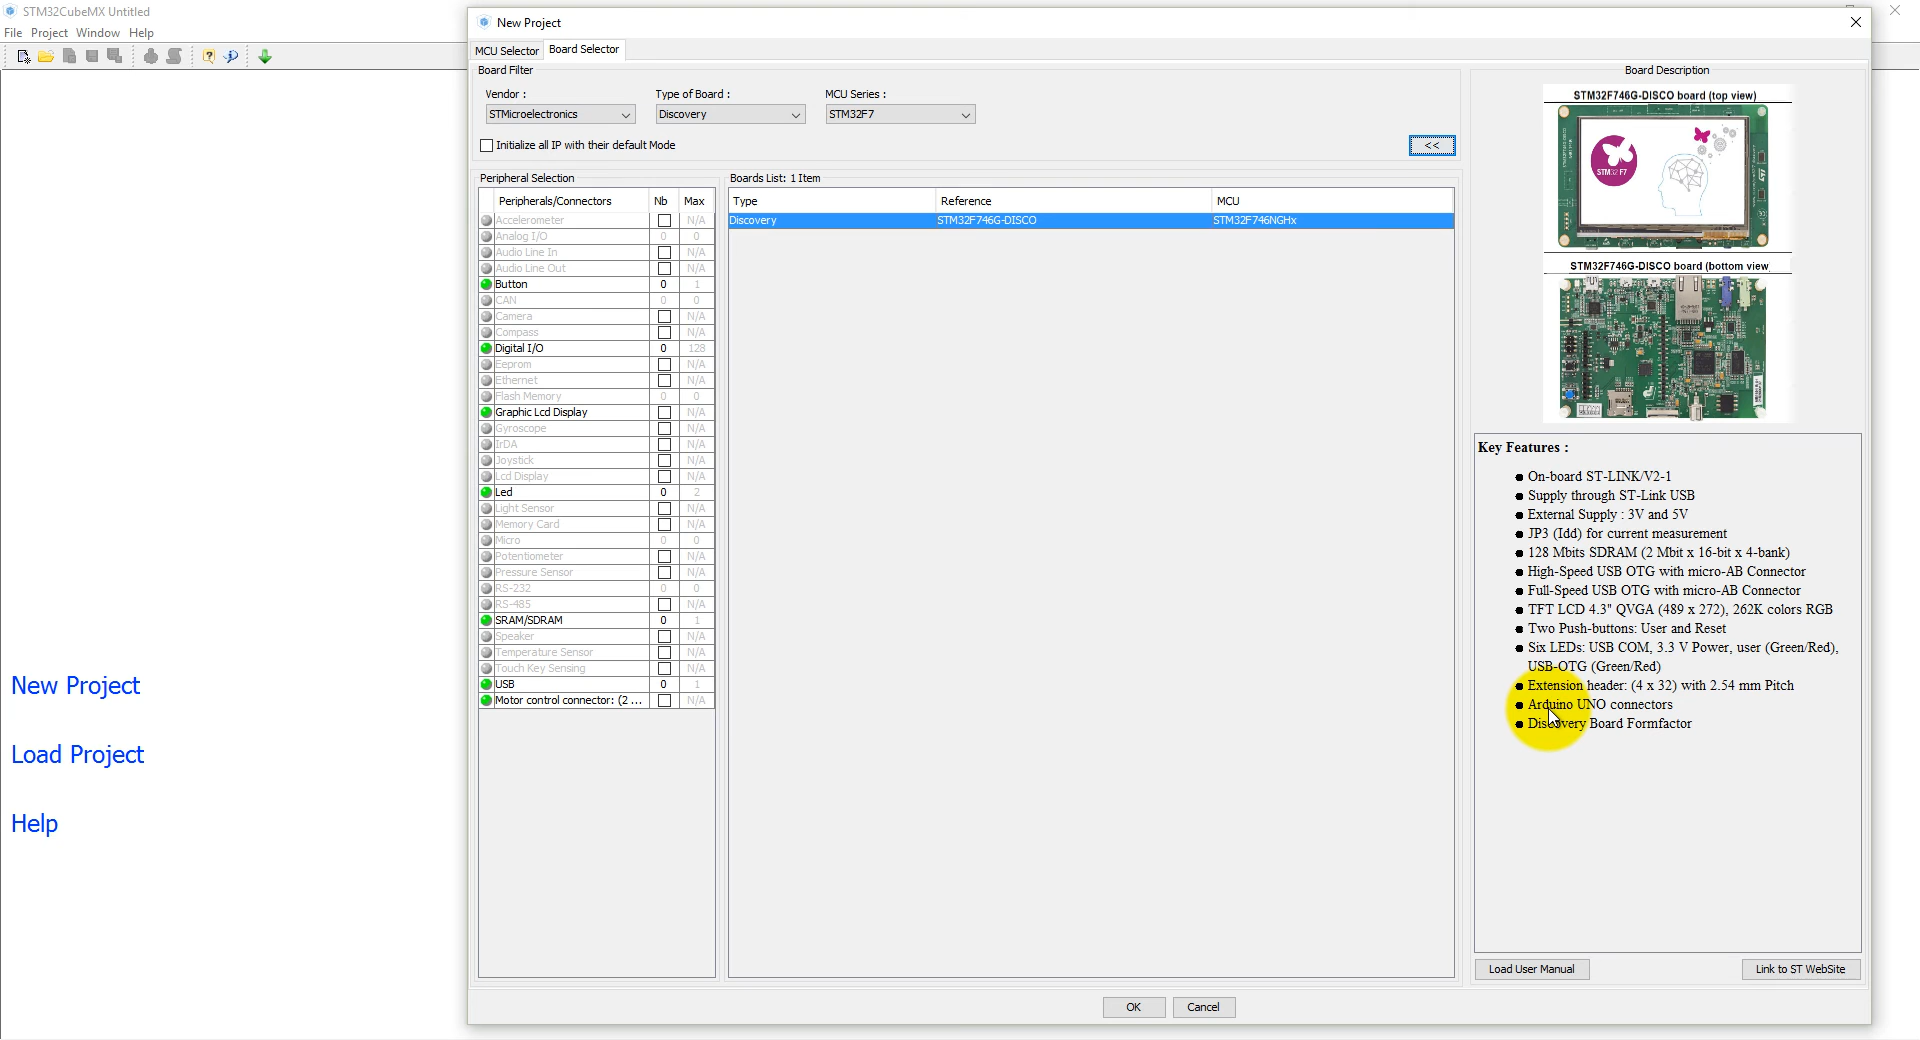 STM32CubeMX Untitled
File Project Window Help
New Project
Load Project
Help
New Project
MCU Selector Board Selector
Board Filter
Vendor : Type of Board : MCU Series :
STMicroelectronics Discovery STM32F7
Initialize all IP with their default Mode
<<
Peripheral Selection
Peripherals/Connectors Nb Max
Accelerometer N/A
Analog I/O 0 0
Audio Line In N/A
Audio Line Out N/A
Button 0 1
CAN 0 0
Camera N/A
Compass N/A
Digital I/O 0 128
Eeprom N/A
Ethernet N/A
Flash Memory 0 0
Graphic Lcd Display N/A
Gyroscope N/A
IrDA N/A
Joystick N/A
Lcd Display N/A
Led 0 2
Light Sensor N/A
Memory Card N/A
Micro 0 0
Potentiometer N/A
Pressure Sensor N/A
RS-232 0 0
RS-485 N/A
SRAM/SDRAM 0 1
Speaker N/A
Temperature Sensor N/A
Touch Key Sensing N/A
USB 0 1
Motor control connector: (2 ... N/A
Boards List: 1 Item
Type Reference MCU
Discovery STM32F746G-DISCO STM32F746NGHx
Board Description
STM32F746G-DISCO board (top view)
STM32 F7
STM32F746G-DISCO board (bottom view
Key Features :
On-board ST-LINK/V2-1
Supply through ST-Link USB
External Supply : 3V and 5V
JP3 (Idd) for current measurement
128 Mbits SDRAM (2 Mbit x 16-bit x 4-bank)
High-Speed USB OTG with micro-AB Connector
Full-Speed USB OTG with micro-AB Connector
TFT LCD 4.3" QVGA (489 x 272), 262K colors RGB
Two Push-buttons: User and Reset
Six LEDs: USB COM, 3.3 V Power, user (Green/Red),
USB-OTG (Green/Red)
Extension header: (4 x 32) with 2.54 mm Pitch
Arduino UNO connectors
Discovery Board Formfactor
Load User Manual Link to ST WebSite
OK Cancel